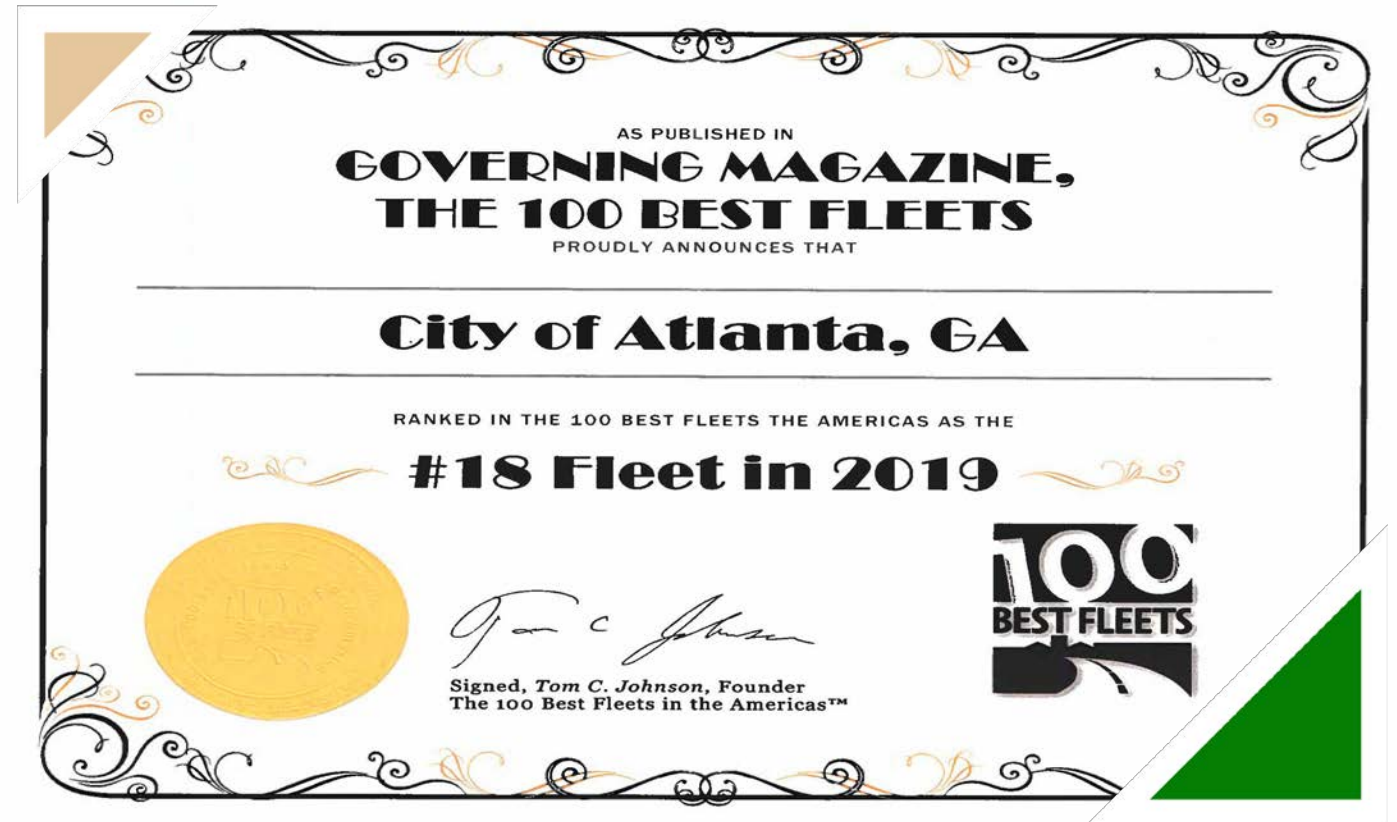 AS PUBLISHED IN
GOVERNING MAGAZINE,
THE 100 BEST FLEETS
PROUDLY ANNOUNCES THAT
City of Atlanta, GA
RANKED IN THE 100 BEST FLEETS THE AMERICAS AS THE
#18 Fleet in 2019
Tom C Johnson
Signed, Tom C. Johnson, Founder
The 100 Best Fleets in the Americas™
100
BEST FLEETS